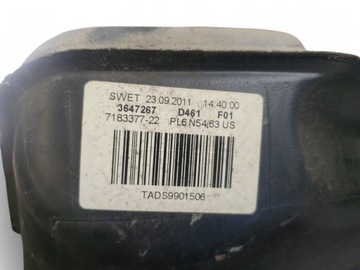 SWET 23.09.2011 14:40:00
3647267 D461 F01
7183377-22 PL6 N54/63 US
TADS9901506